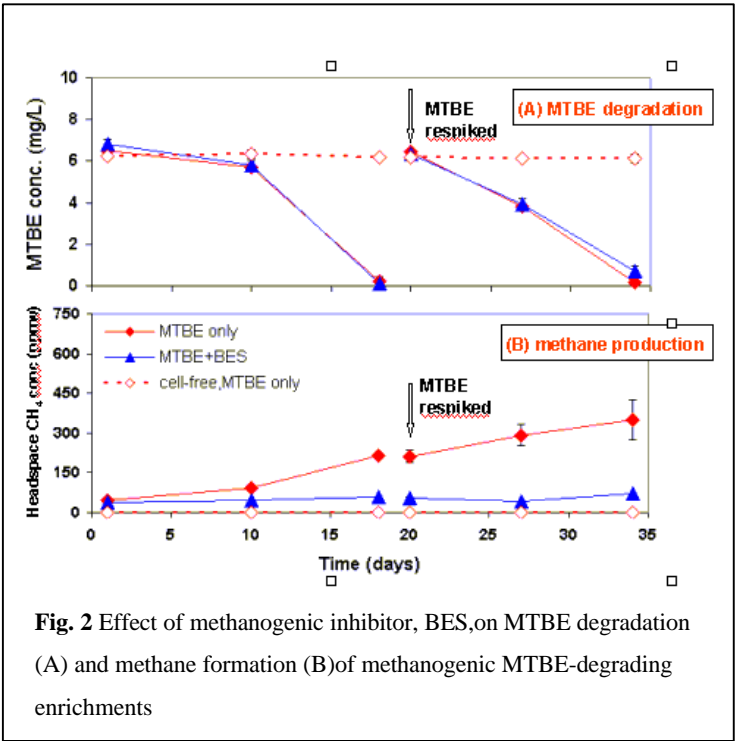 10
8
6
4
2
0
MTBE conc. (mg/L)
MTBE
respiked
(A) MTBE degradation
750
600
450
300
150
0
Headspace CH4 conc (ppmv)
MTBE only
MTBE+BES
cell-free,MTBE only
MTBE
respiked
(B) methane production
0 5 10 15 20 25 30 35
Time (days)
Fig. 2 Effect of methanogenic inhibitor, BES,on MTBE degradation
(A) and methane formation (B)of methanogenic MTBE-degrading
enrichments